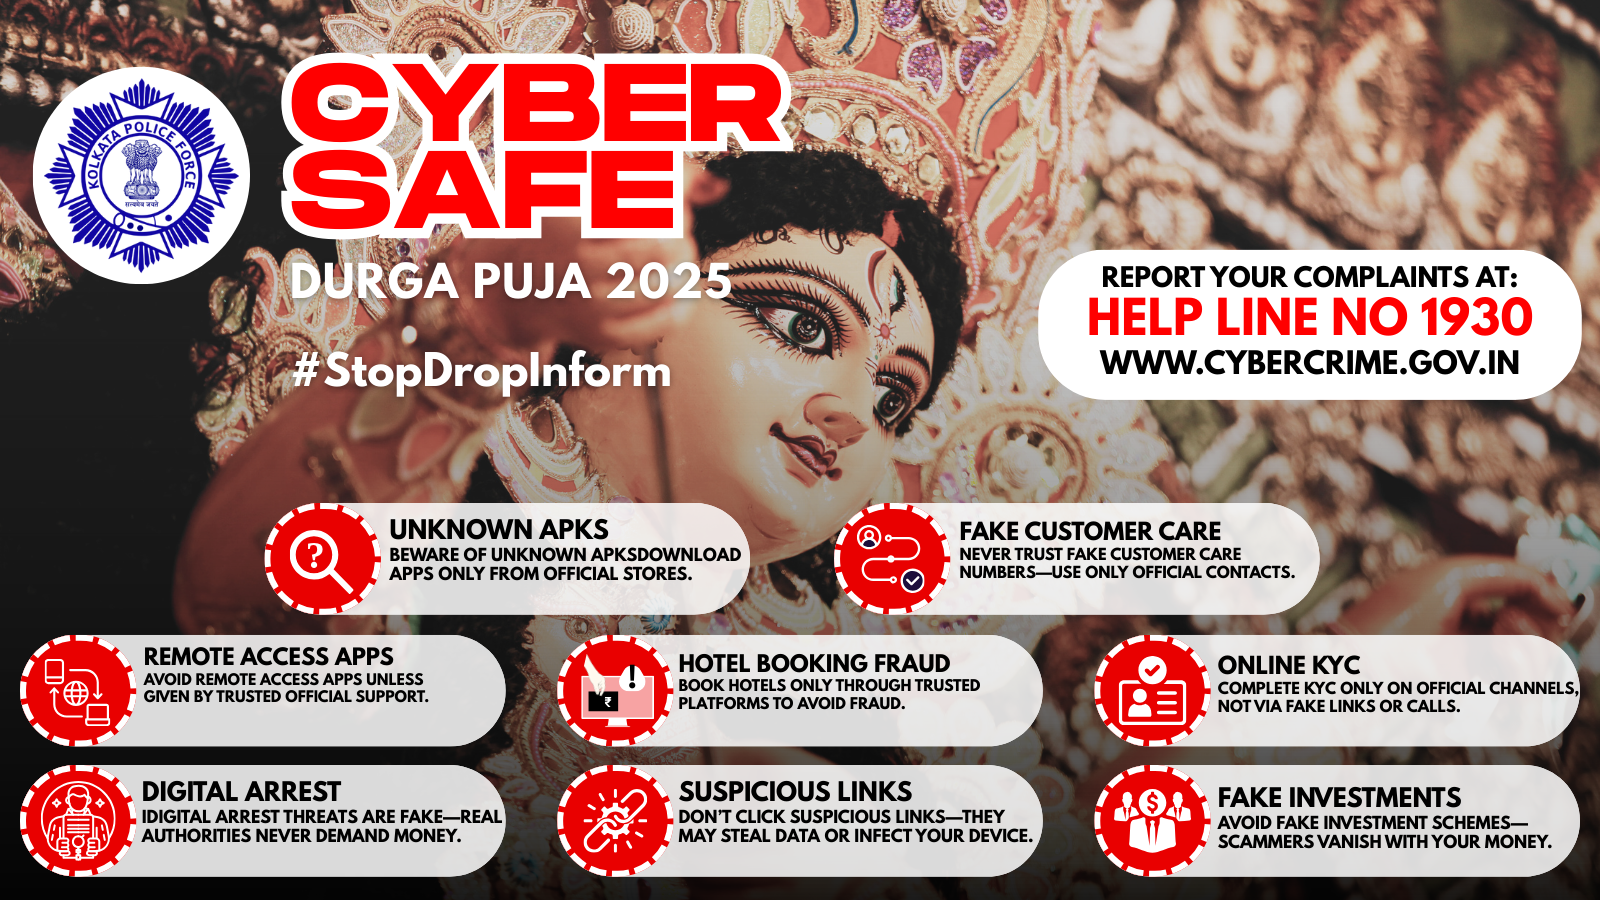 KOLKATA POLICE FORCE
सत्यमेव जयते
CYBER
SAFE
DURGA PUJA 2025
#StopDropInform
REPORT YOUR COMPLAINTS AT:
HELP LINE NO 1930
WWW.CYBERCRIME.GOV.IN
UNKNOWN APKS
BEWARE OF UNKNOWN APKSDOWNLOAD
APPS ONLY FROM OFFICIAL STORES.
FAKE CUSTOMER CARE
NEVER TRUST FAKE CUSTOMER CARE
NUMBERS—USE ONLY OFFICIAL CONTACTS.
REMOTE ACCESS APPS
AVOID REMOTE ACCESS APPS UNLESS
GIVEN BY TRUSTED OFFICIAL SUPPORT.
HOTEL BOOKING FRAUD
BOOK HOTELS ONLY THROUGH TRUSTED
PLATFORMS TO AVOID FRAUD.
ONLINE KYC
COMPLETE KYC ONLY ON OFFICIAL CHANNELS,
NOT VIA FAKE LINKS OR CALLS.
DIGITAL ARREST
IDIGITAL ARREST THREATS ARE FAKE—REAL
AUTHORITIES NEVER DEMAND MONEY.
SUSPICIOUS LINKS
DON'T CLICK SUSPICIOUS LINKS—THEY
MAY STEAL DATA OR INFECT YOUR DEVICE.
FAKE INVESTMENTS
AVOID FAKE INVESTMENT SCHEMES—
SCAMMERS VANISH WITH YOUR MONEY.